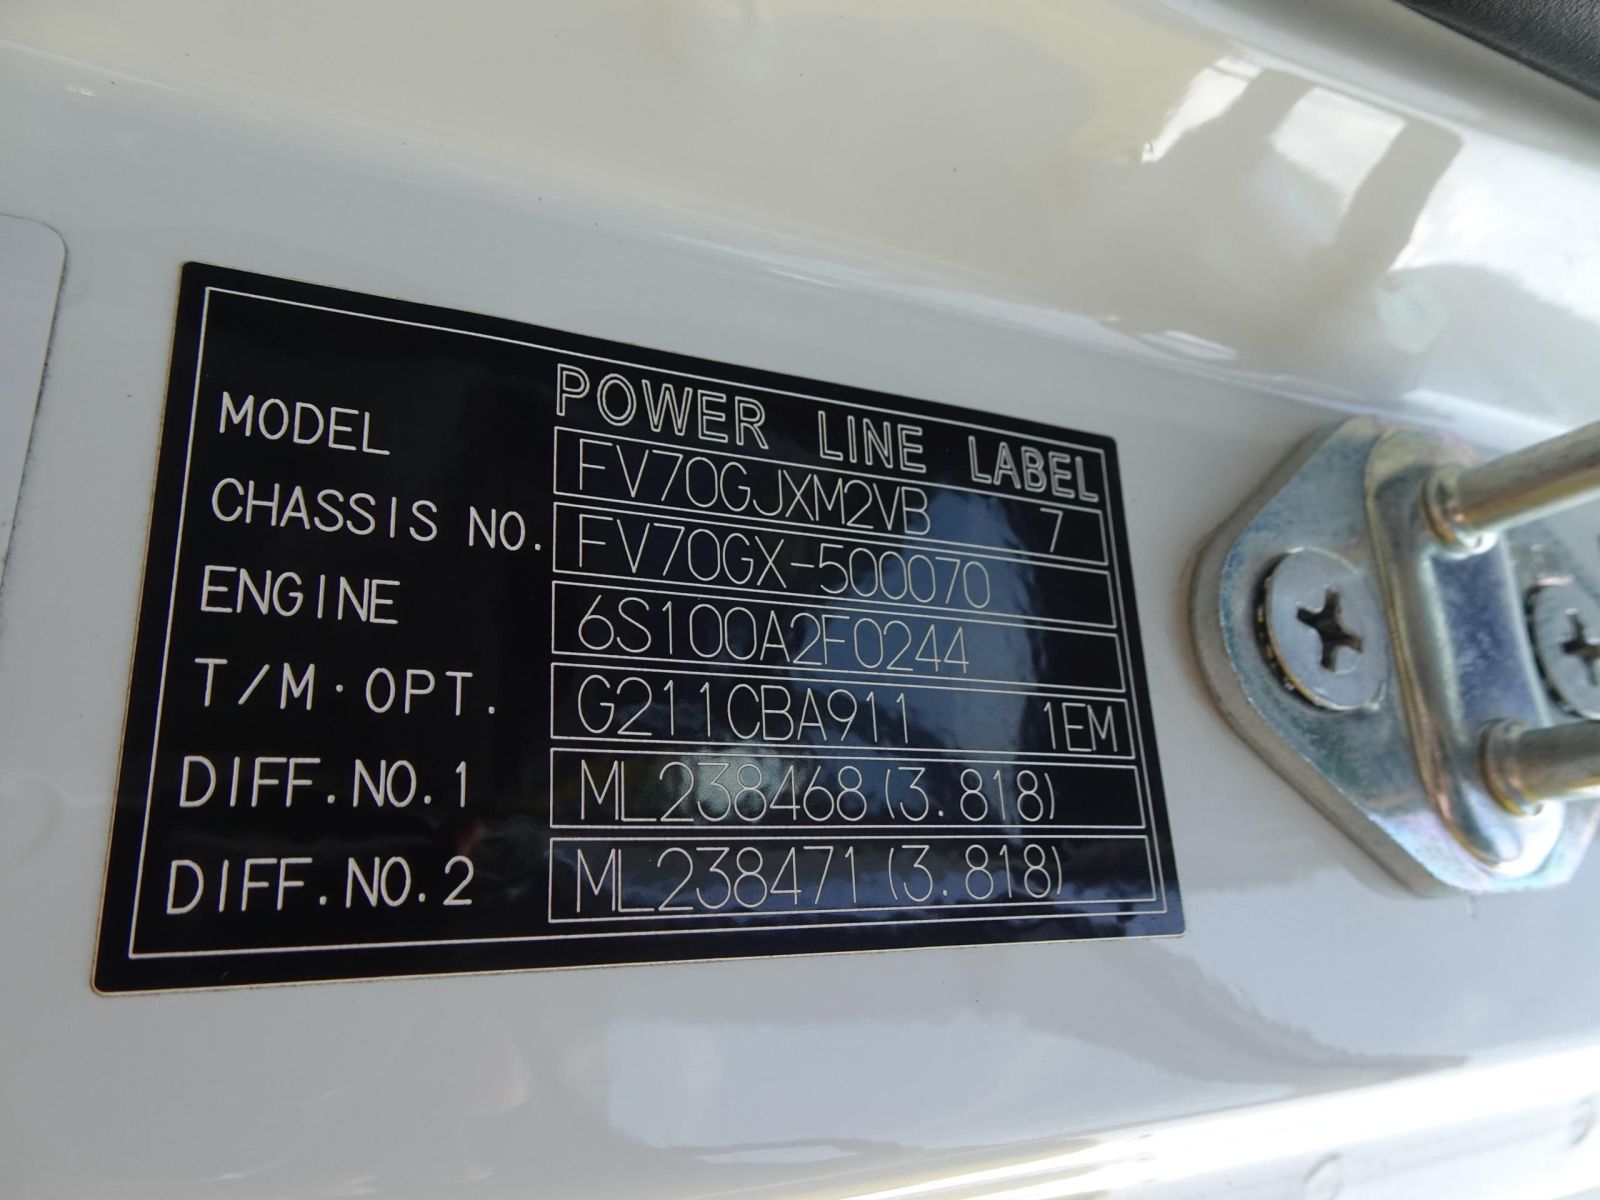 POWER LINE LABEL
MODEL FV70GJXM2VB 7
CHASSIS NO. FV70GX-500070
ENGINE 6S100A2F0244
T/M·OPT. G211CBA911 1EM
DIFF.NO.1 ML238468(3.818)
DIFF.NO.2 ML238471(3.818)